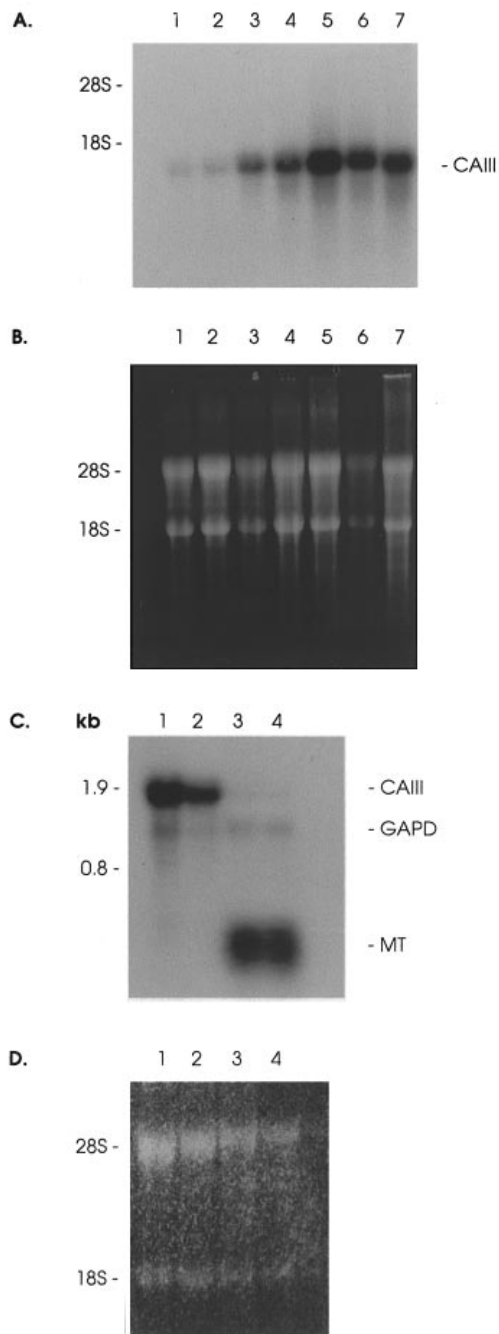 A. 1 2 3 4 5 6 7
28S -
18S -
- CAIII
B. 1 2 3 4 5 6 7
28S -
18S -
C. kb 1 2 3 4
1.9 - - CAIII
- GAPD
0.8 -
- MT
D. 1 2 3 4
28S -
18S -